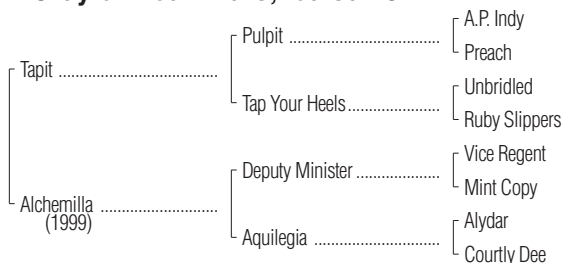 A.P. Indy
Pulpit ........................................
Preach
Tapit ..........................................
Unbridled
Tap Your Heels........................
Ruby Slippers
Vice Regent
Deputy Minister ......................
Mint Copy
Alchemilla ................................
(1999)
Alydar
Aquilegia .................................
Courtly Dee